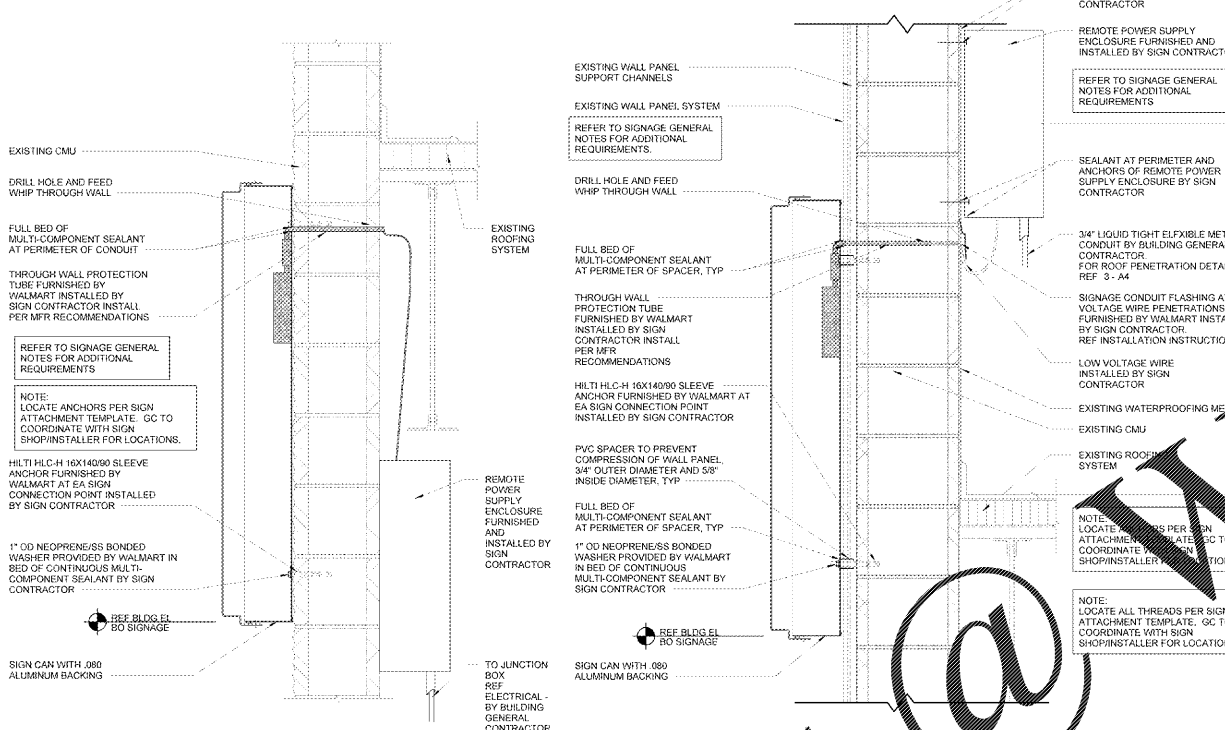 EXISTING CMU
DRILL HOLE AND FEED
WHIP THROUGH WALL
FULL BED OF
MULTI-COMPONENT SEALANT
AT PERIMETER OF CONDUIT
THROUGH WALL PROTECTION
TUBE FURNISHED BY
WALMART INSTALLED BY
SIGN CONTRACTOR INSTALL
PER MFR RECOMMENDATIONS
REFER TO SIGNAGE GENERAL
NOTES FOR ADDITIONAL
REQUIREMENTS
NOTE:
LOCATE ANCHORS PER SIGN
ATTACHMENT TEMPLATE. GC TO
COORDINATE WITH SIGN
SHOP/INSTALLER FOR LOCATIONS.
HILTI HLC-H 16X140/90 SLEEVE
ANCHOR FURNISHED BY
WALMART AT EA SIGN
CONNECTION POINT INSTALLED
BY SIGN CONTRACTOR
1" OD NEOPRENE/SS BONDED
WASHER PROVIDED BY WALMART IN
BED OF CONTINUOUS MULTI-
COMPONENT SEALANT BY SIGN
CONTRACTOR
REF BLDG EL
BO SIGNAGE
SIGN CAN WITH .080
ALUMINUM BACKING
EXISTING
ROOFING
SYSTEM
REMOTE
POWER
SUPPLY
ENCLOSURE
FURNISHED
AND
INSTALLED BY
SIGN
CONTRACTOR
TO JUNCTION
BOX
REF
ELECTRICAL -
BY BUILDING
GENERAL
CONTRACTOR
EXISTING WALL PANEL
SUPPORT CHANNELS
EXISTING WALL PANEL SYSTEM
REFER TO SIGNAGE GENERAL
NOTES FOR ADDITIONAL
REQUIREMENTS.
DRILL HOLE AND FEED
WHIP THROUGH WALL
FULL BED OF
MULTI-COMPONENT SEALANT
AT PERIMETER OF SPACER, TYP
THROUGH WALL
PROTECTION TUBE
FURNISHED BY WALMART
INSTALLED BY SIGN
CONTRACTOR INSTALL
PER MFR
RECOMMENDATIONS
HILTI HLC-H 16X140/90 SLEEVE
ANCHOR FURNISHED BY WALMART AT
EA SIGN CONNECTION POINT
INSTALLED BY SIGN CONTRACTOR
PVC SPACER TO PREVENT
COMPRESSION OF WALL PANEL,
3/4" OUTER DIAMETER AND 5/8"
INSIDE DIAMETER, TYP
FULL BED OF
MULTI-COMPONENT SEALANT
AT PERIMETER OF SPACER, TYP
1" OD NEOPRENE/SS BONDED
WASHER PROVIDED BY WALMART
IN BED OF CONTINUOUS
MULTI-COMPONENT SEALANT BY
SIGN CONTRACTOR
REF BLDG EL
BO SIGNAGE
SIGN CAN WITH .080
ALUMINUM BACKING
CONTRACTOR
REMOTE POWER SUPPLY
ENCLOSURE FURNISHED AND
INSTALLED BY SIGN CONTRACTO
REFER TO SIGNAGE GENERAL
NOTES FOR ADDITIONAL
REQUIREMENTS
SEALANT AT PERIMETER AND
ANCHORS OF REMOTE POWER
SUPPLY ENCLOSURE BY SIGN
CONTRACTOR
3/4" LIQUID TIGHT ELFXIBLE MET
CONDUIT BY BUILDING GENERA
CONTRACTOR.
FOR ROOF PENETRATION DETA
REF 3 - A4
SIGNAGE CONDUIT FLASHING AT
VOLTAGE WIRE PENETRATIONS
FURNISHED BY WALMART INSTA
BY SIGN CONTRACTOR.
REF INSTALLATION INSTRUCTIO
LOW VOLTAGE WIRE
INSTALLED BY SIGN
CONTRACTOR
EXISTING WATERPROOFING ME
EXISTING CMU
EXISTING ROOFIN
SYSTEM
NOTE:
LOCATE PER SIGN
ATTACHMENT GC TO
COORDINATE
SHOP/INSTALLER
NOTE:
LOCATE ALL THREADS PER SIGN
ATTACHMENT TEMPLATE. GC T
COORDINATE WITH SIGN
SHOP/INSTALLER FOR LOCATIO
@